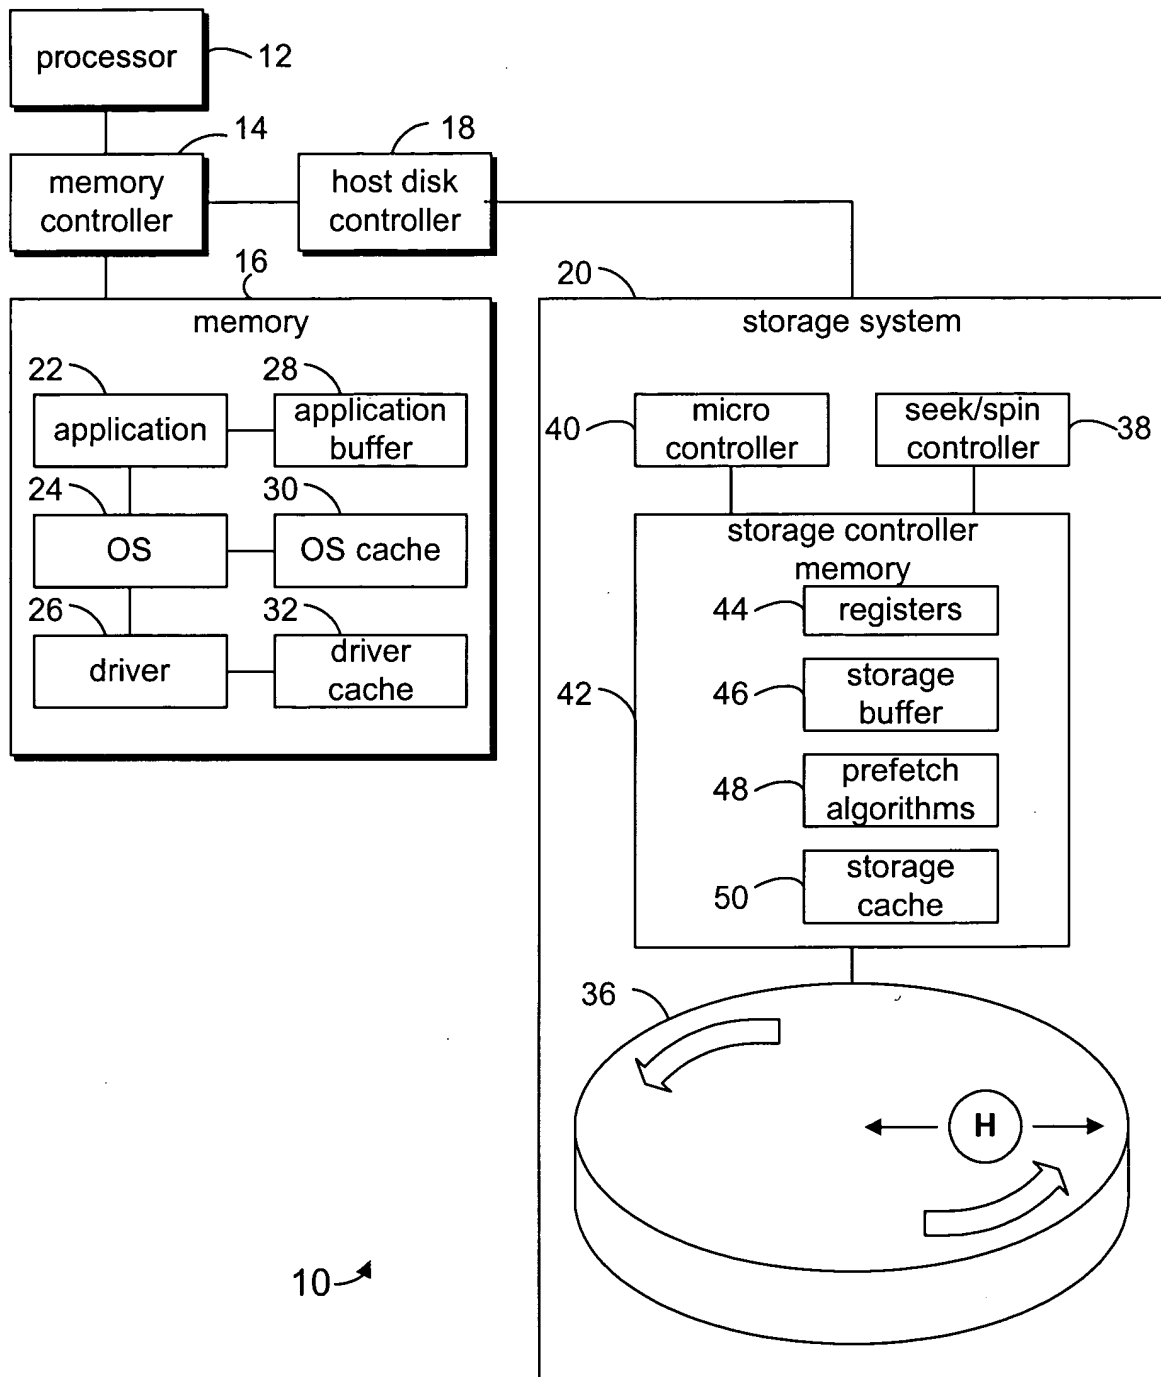 processor
12
14
18
memory
controller
host disk
controller
16
20
memory
storage system
22
28
application
application
buffer
24
30
OS
OS cache
26
32
driver
driver
cache
40
micro
controller
seek/spin
controller
38
storage controller
memory
44
registers
42
46
storage
buffer
48
prefetch
algorithms
50
storage
cache
36
H
10